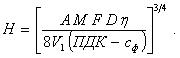 H = [ A M F D η / 8V₁(ПДК − c_ф) ]^{3/4} .